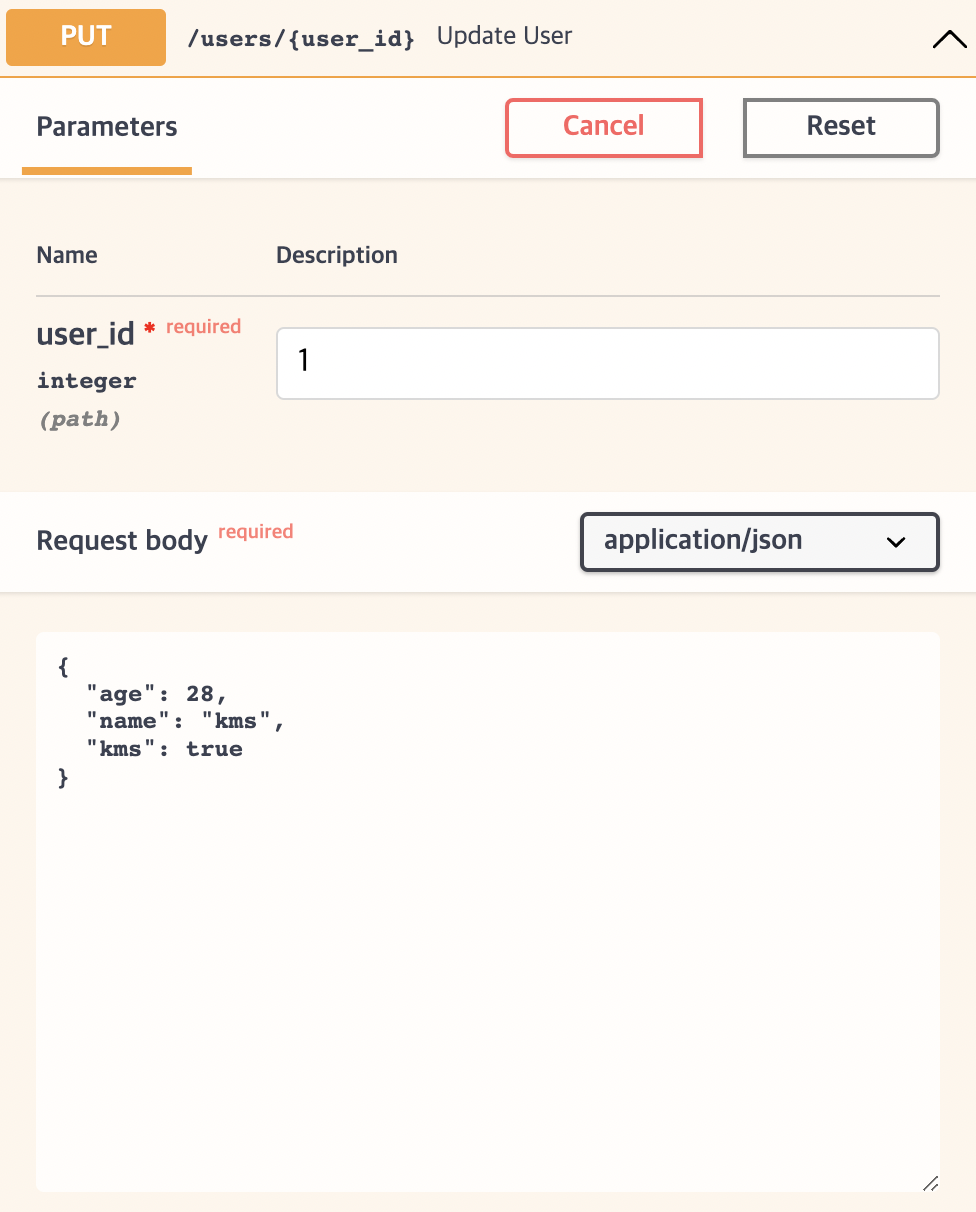 PUT /users/{user_id} Update User
Parameters Cancel Reset
Name Description
user_id * required 1
integer
(path)
Request body required application/json
{
"age": 28,
"name": "kms",
"kms": true
}